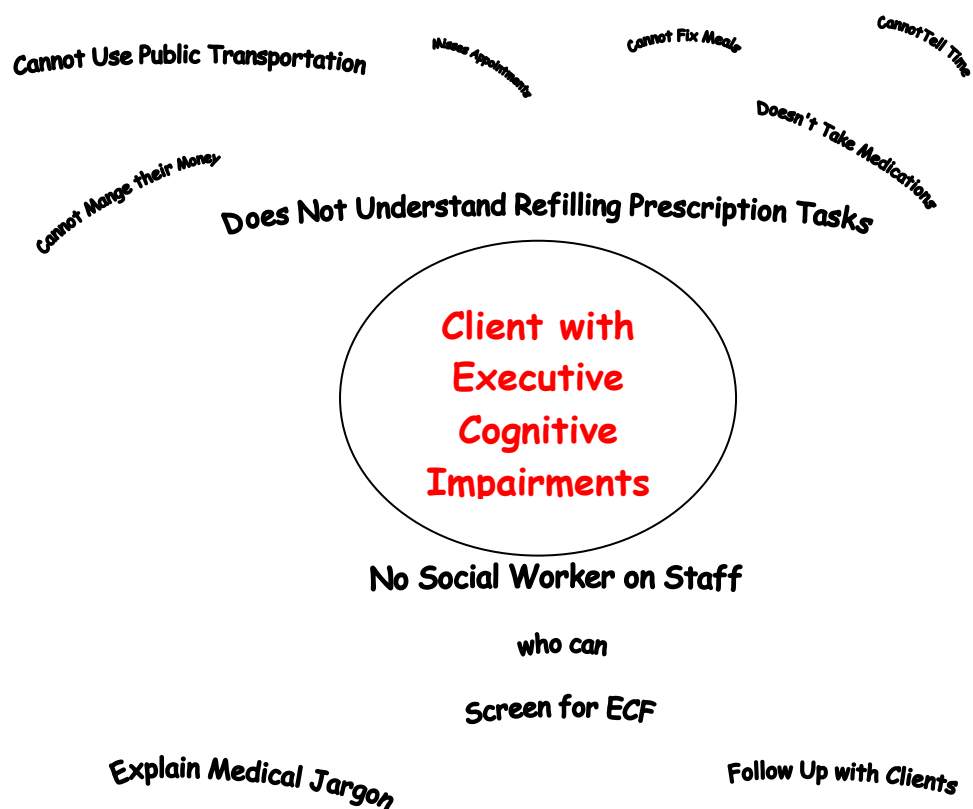 Cannot Use Public Transportation
Misses Appointments
Cannot Fix Meals
Cannot Tell Time
Doesn't Take Medications
Cannot Mange their Money
Does Not Understand Refilling Prescription Tasks
Client with
Executive
Cognitive
Impairments
No Social Worker on Staff
who can
Screen for ECF
Explain Medical Jargon
Follow Up with Clients